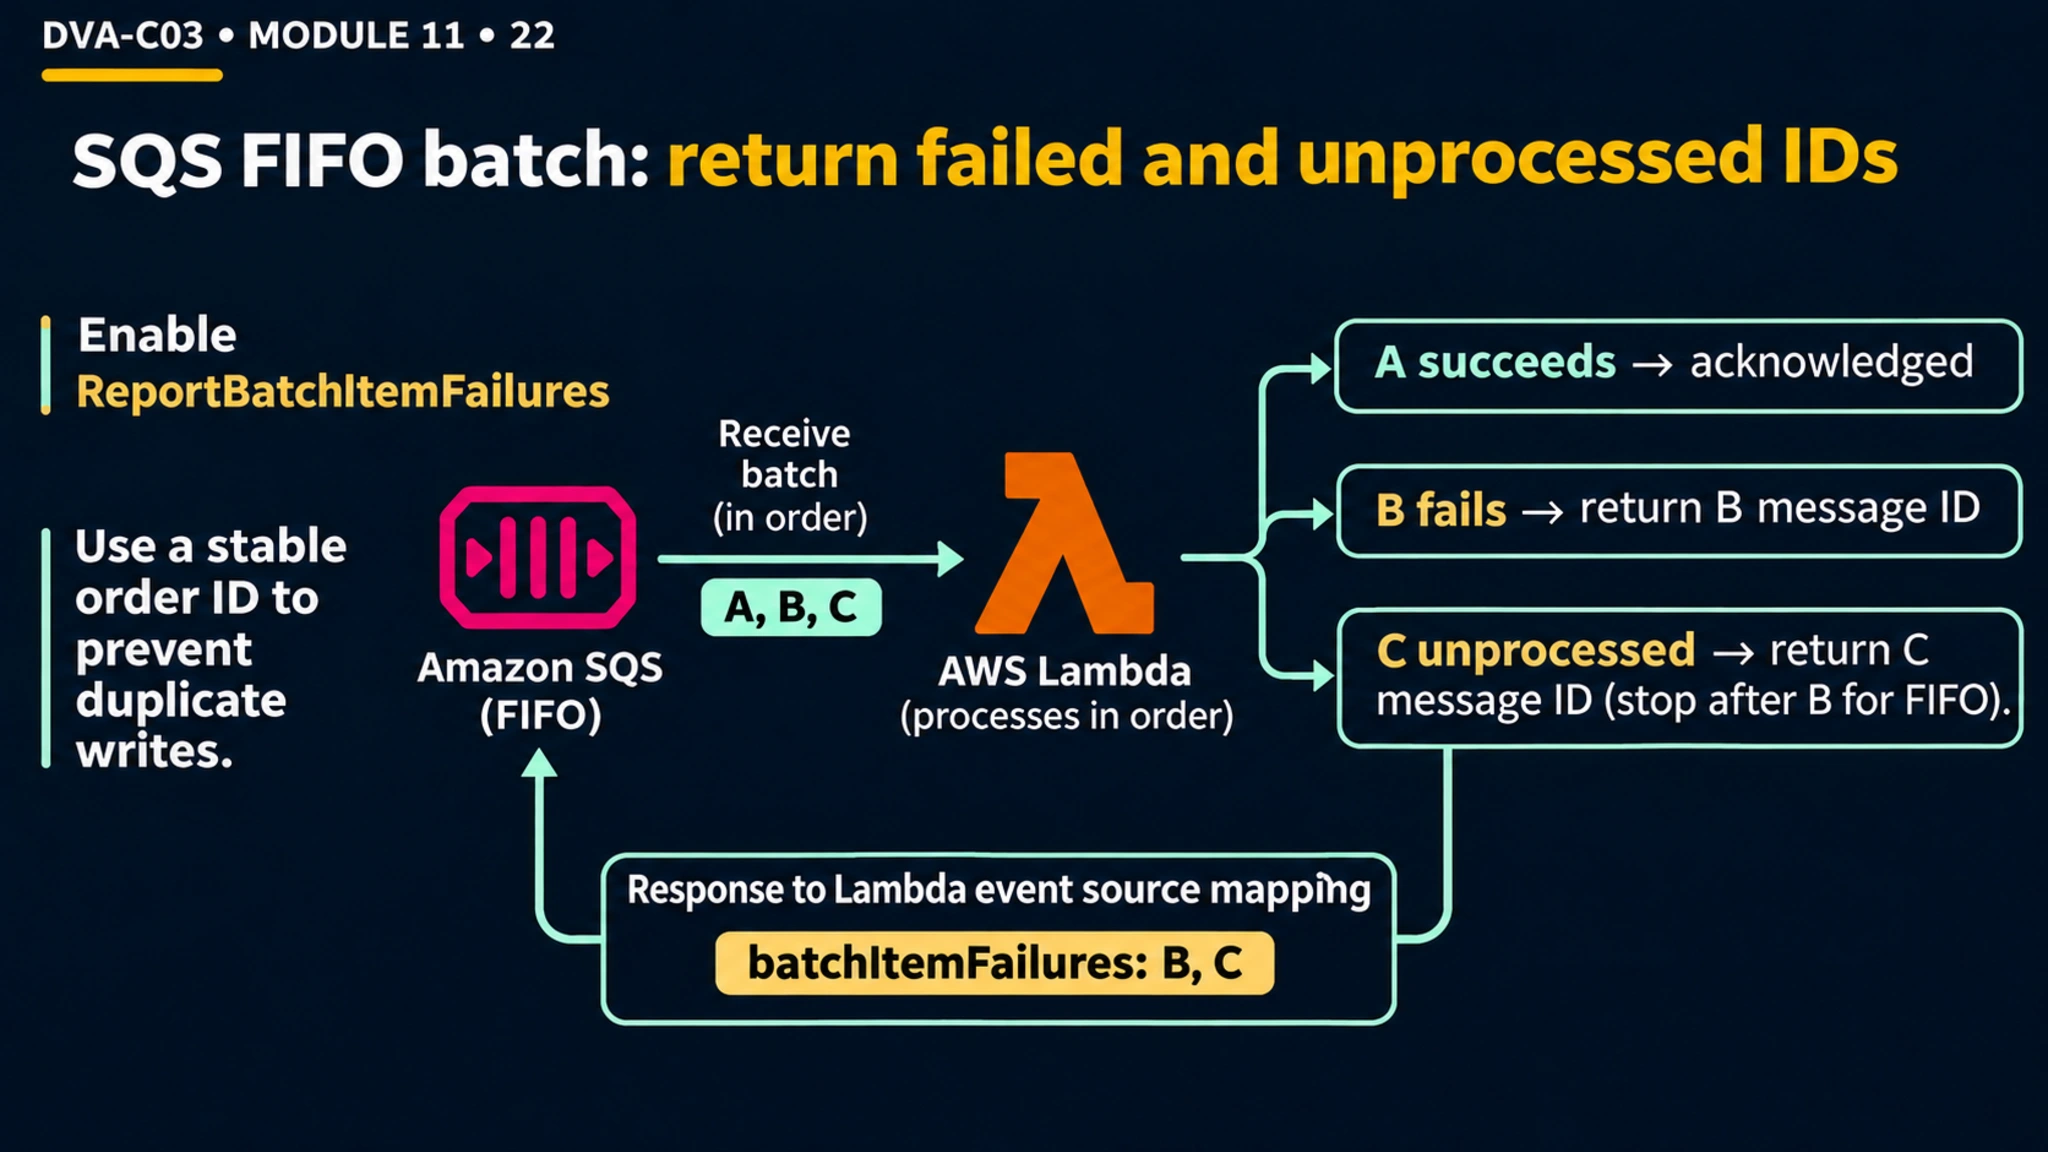 DVA-C03 • MODULE 11 • 22
SQS FIFO batch: return failed and unprocessed IDs
Enable
ReportBatchItemFailures
Use a stable
order ID to
prevent
duplicate
writes.
Amazon SQS
(FIFO)
Receive
batch
(in order)
A, B, C
AWS Lambda
(processes in order)
A succeeds → acknowledged
B fails → return B message ID
C unprocessed → return C
message ID (stop after B for FIFO).
Response to Lambda event source mapping
batchItemFailures: B, C